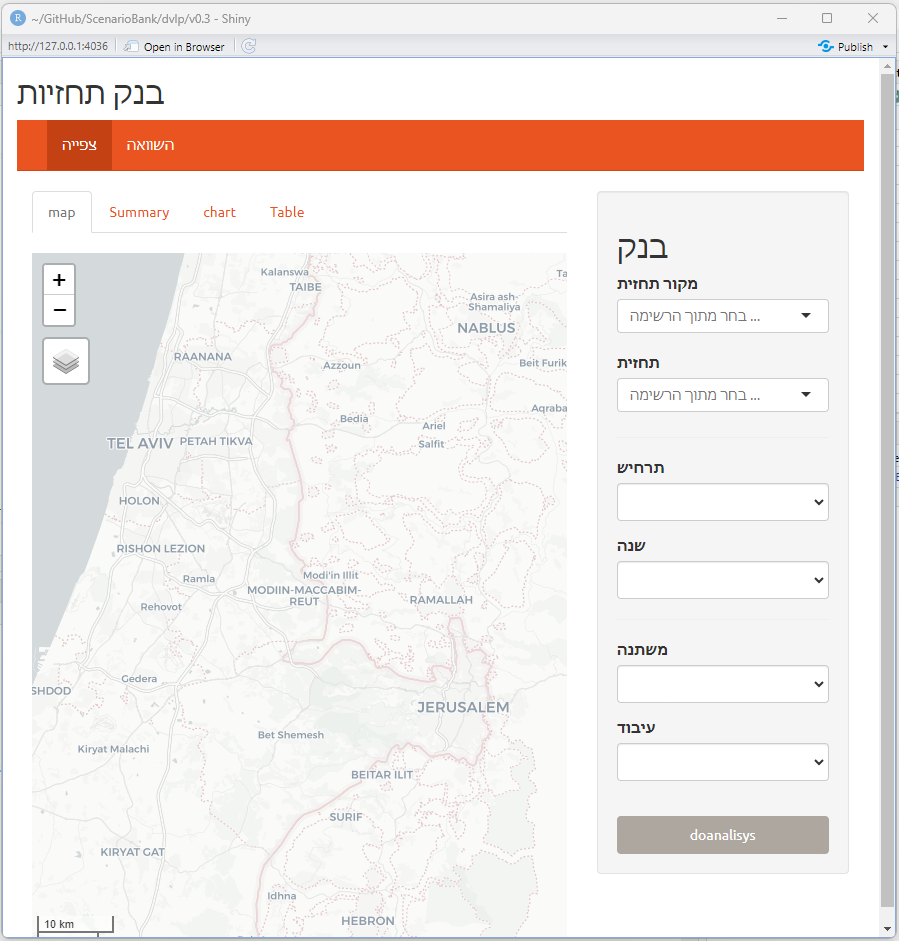 ~/GitHub/ScenarioBank/dvlp/v0.3 - Shiny
http://127.0.0.1:4036
Open in Browser
Publish
בנק תחזיות
צפייה
השוואה
map
Summary
chart
Table
+
−
Kalanswa
TAIBE
Asira ash-
Shamaliya
NABLUS
RAANANA
Azzoun
Beit Furik
Bedia
Ariel
Aqraba
Salfit
TEL AVIV
PETAH TIKVA
HOLON
RISHON LEZION
Ramla
Modi'in Illit
MODIIN-MACCABIM-
REUT
Rehovot
RAMALLAH
Gedera
SHDOD
JERUSALEM
Bet Shemesh
Kiryat Malachi
BEITAR ILIT
SURIF
KIRYAT GAT
Idhna
HEBRON
10 km
בנק
מקור תחזית
בחר מתוך הרשימה ...
תחזית
בחר מתוך הרשימה ...
תרחיש
שנה
משתנה
עיבוד
doanalisys